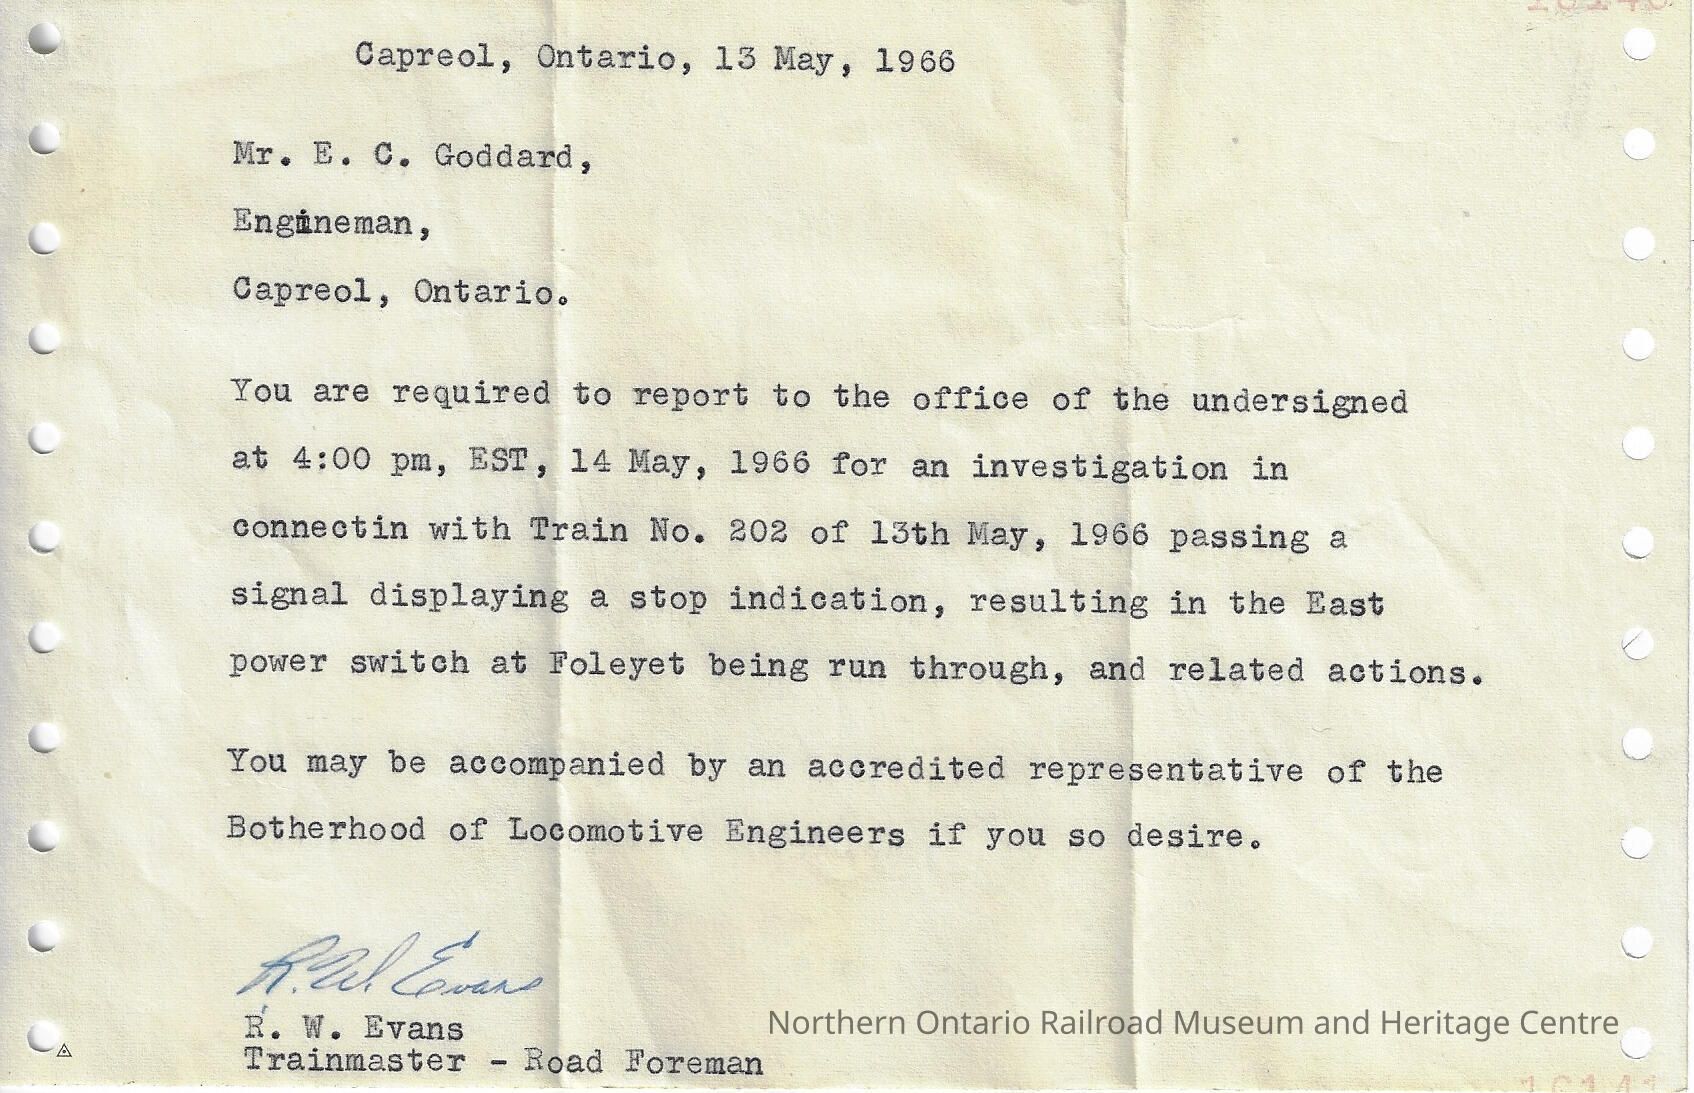 Capreol, Ontario, 13 May, 1966
Mr. E. C. Goddard,
Engineman,
Capreol, Ontario.
You are required to report to the office of the undersigned
at 4:00 pm, EST, 14 May, 1966 for an investigation in
connectin with Train No. 202 of 13th May, 1966 passing a
signal displaying a stop indication, resulting in the East
power switch at Foleyet being run through, and related actions.
You may be accompanied by an accredited representative of the
Botherhood of Locomotive Engineers if you so desire.
R. W. Evans
R. W. Evans
Trainmaster - Road Foreman
Northern Ontario Railroad Museum and Heritage Centre